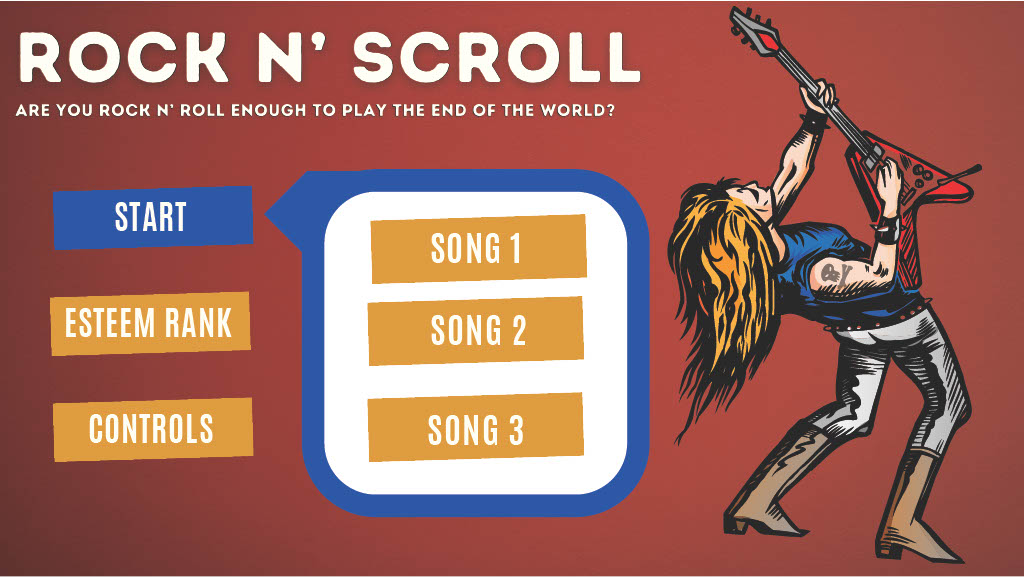 ROCK N' SCROLL
ARE YOU ROCK N' ROLL ENOUGH TO PLAY THE END OF THE WORLD?
START
ESTEEM RANK
CONTROLS
SONG 1
SONG 2
SONG 3